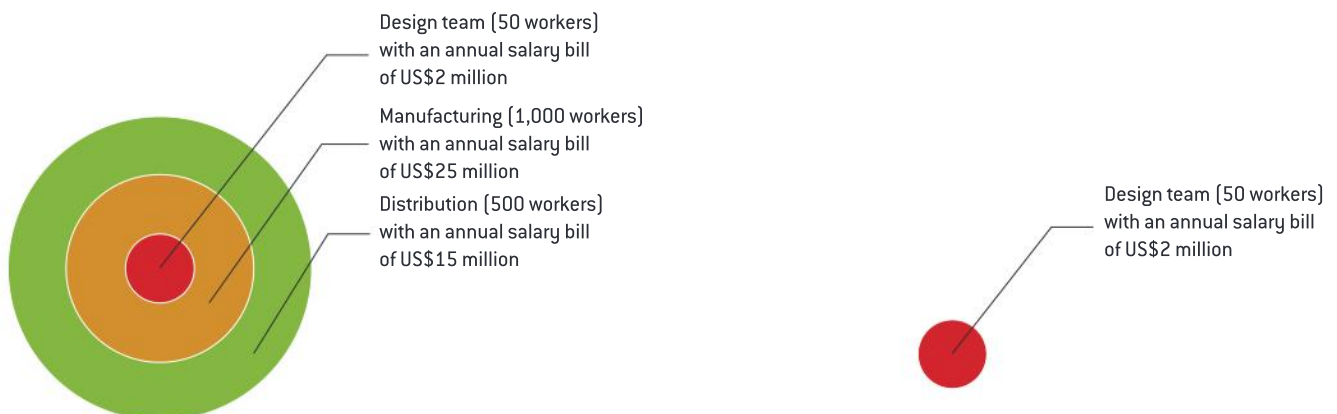 Design team (50 workers)
with an annual salary bill
of US$2 million
Manufacturing (1,000 workers)
with an annual salary bill
of US$25 million
Distribution (500 workers)
with an annual salary bill
of US$15 million
Design team (50 workers)
with an annual salary bill
of US$2 million